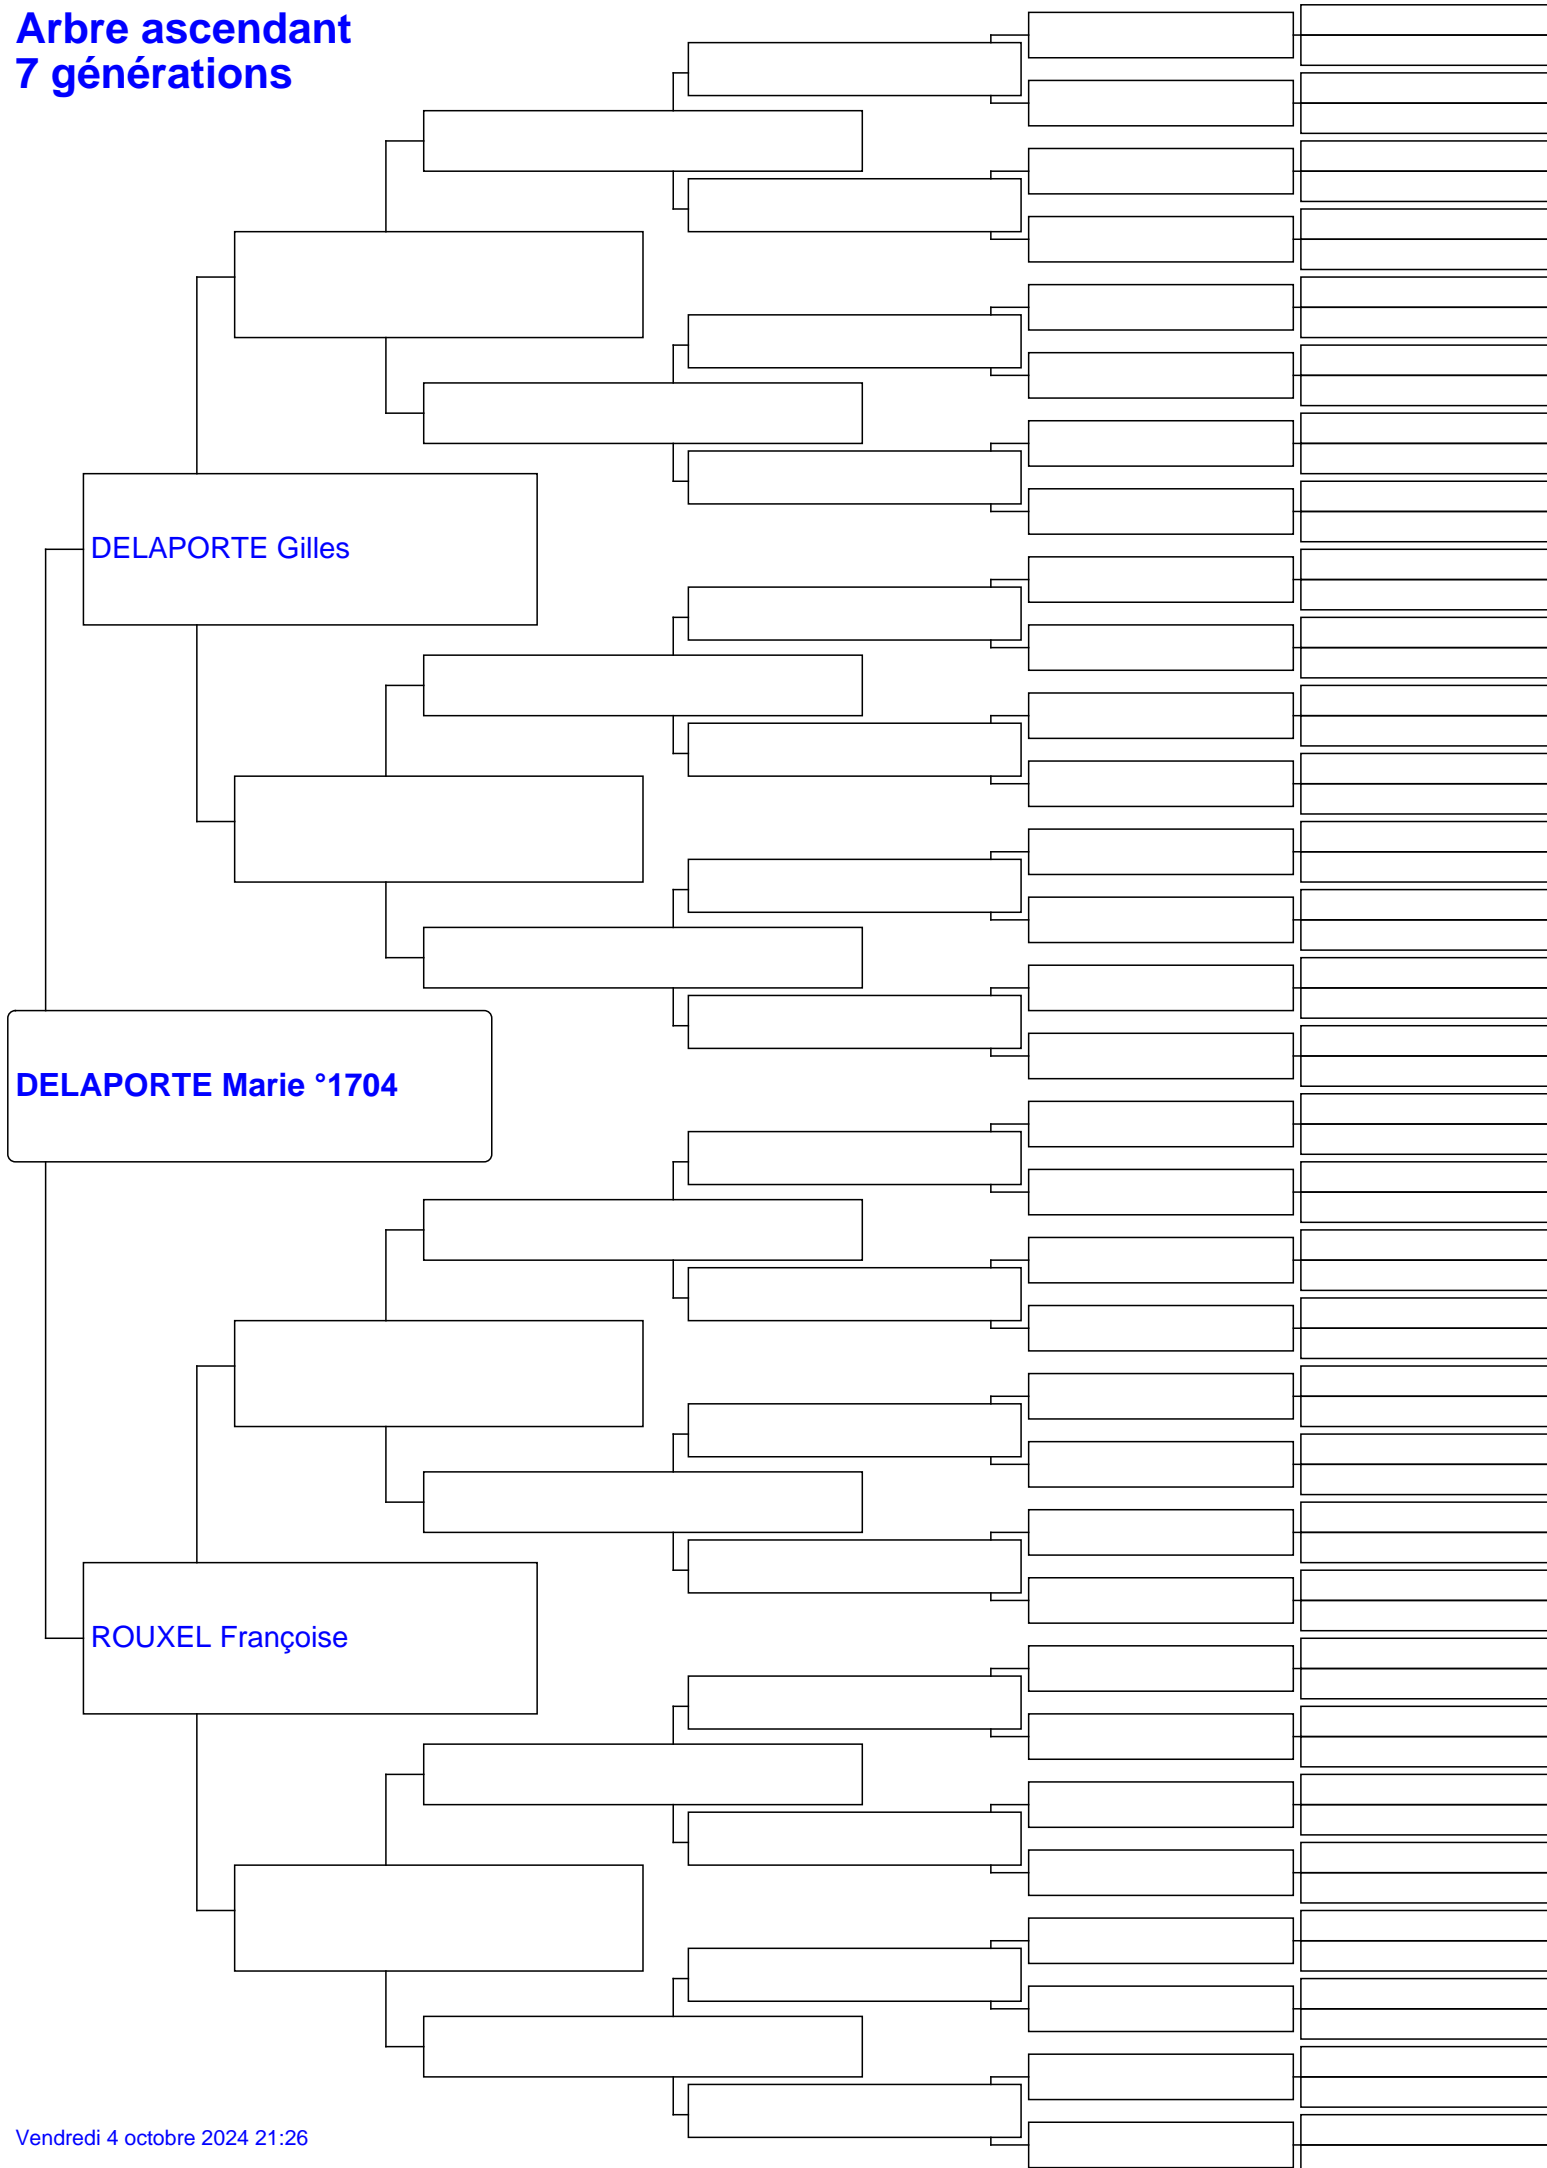 Arbre ascendant
7 générations
DELAPORTE Gilles
DELAPORTE Marie °1704
ROUXEL Françoise
Vendredi 4 octobre 2024 21:26